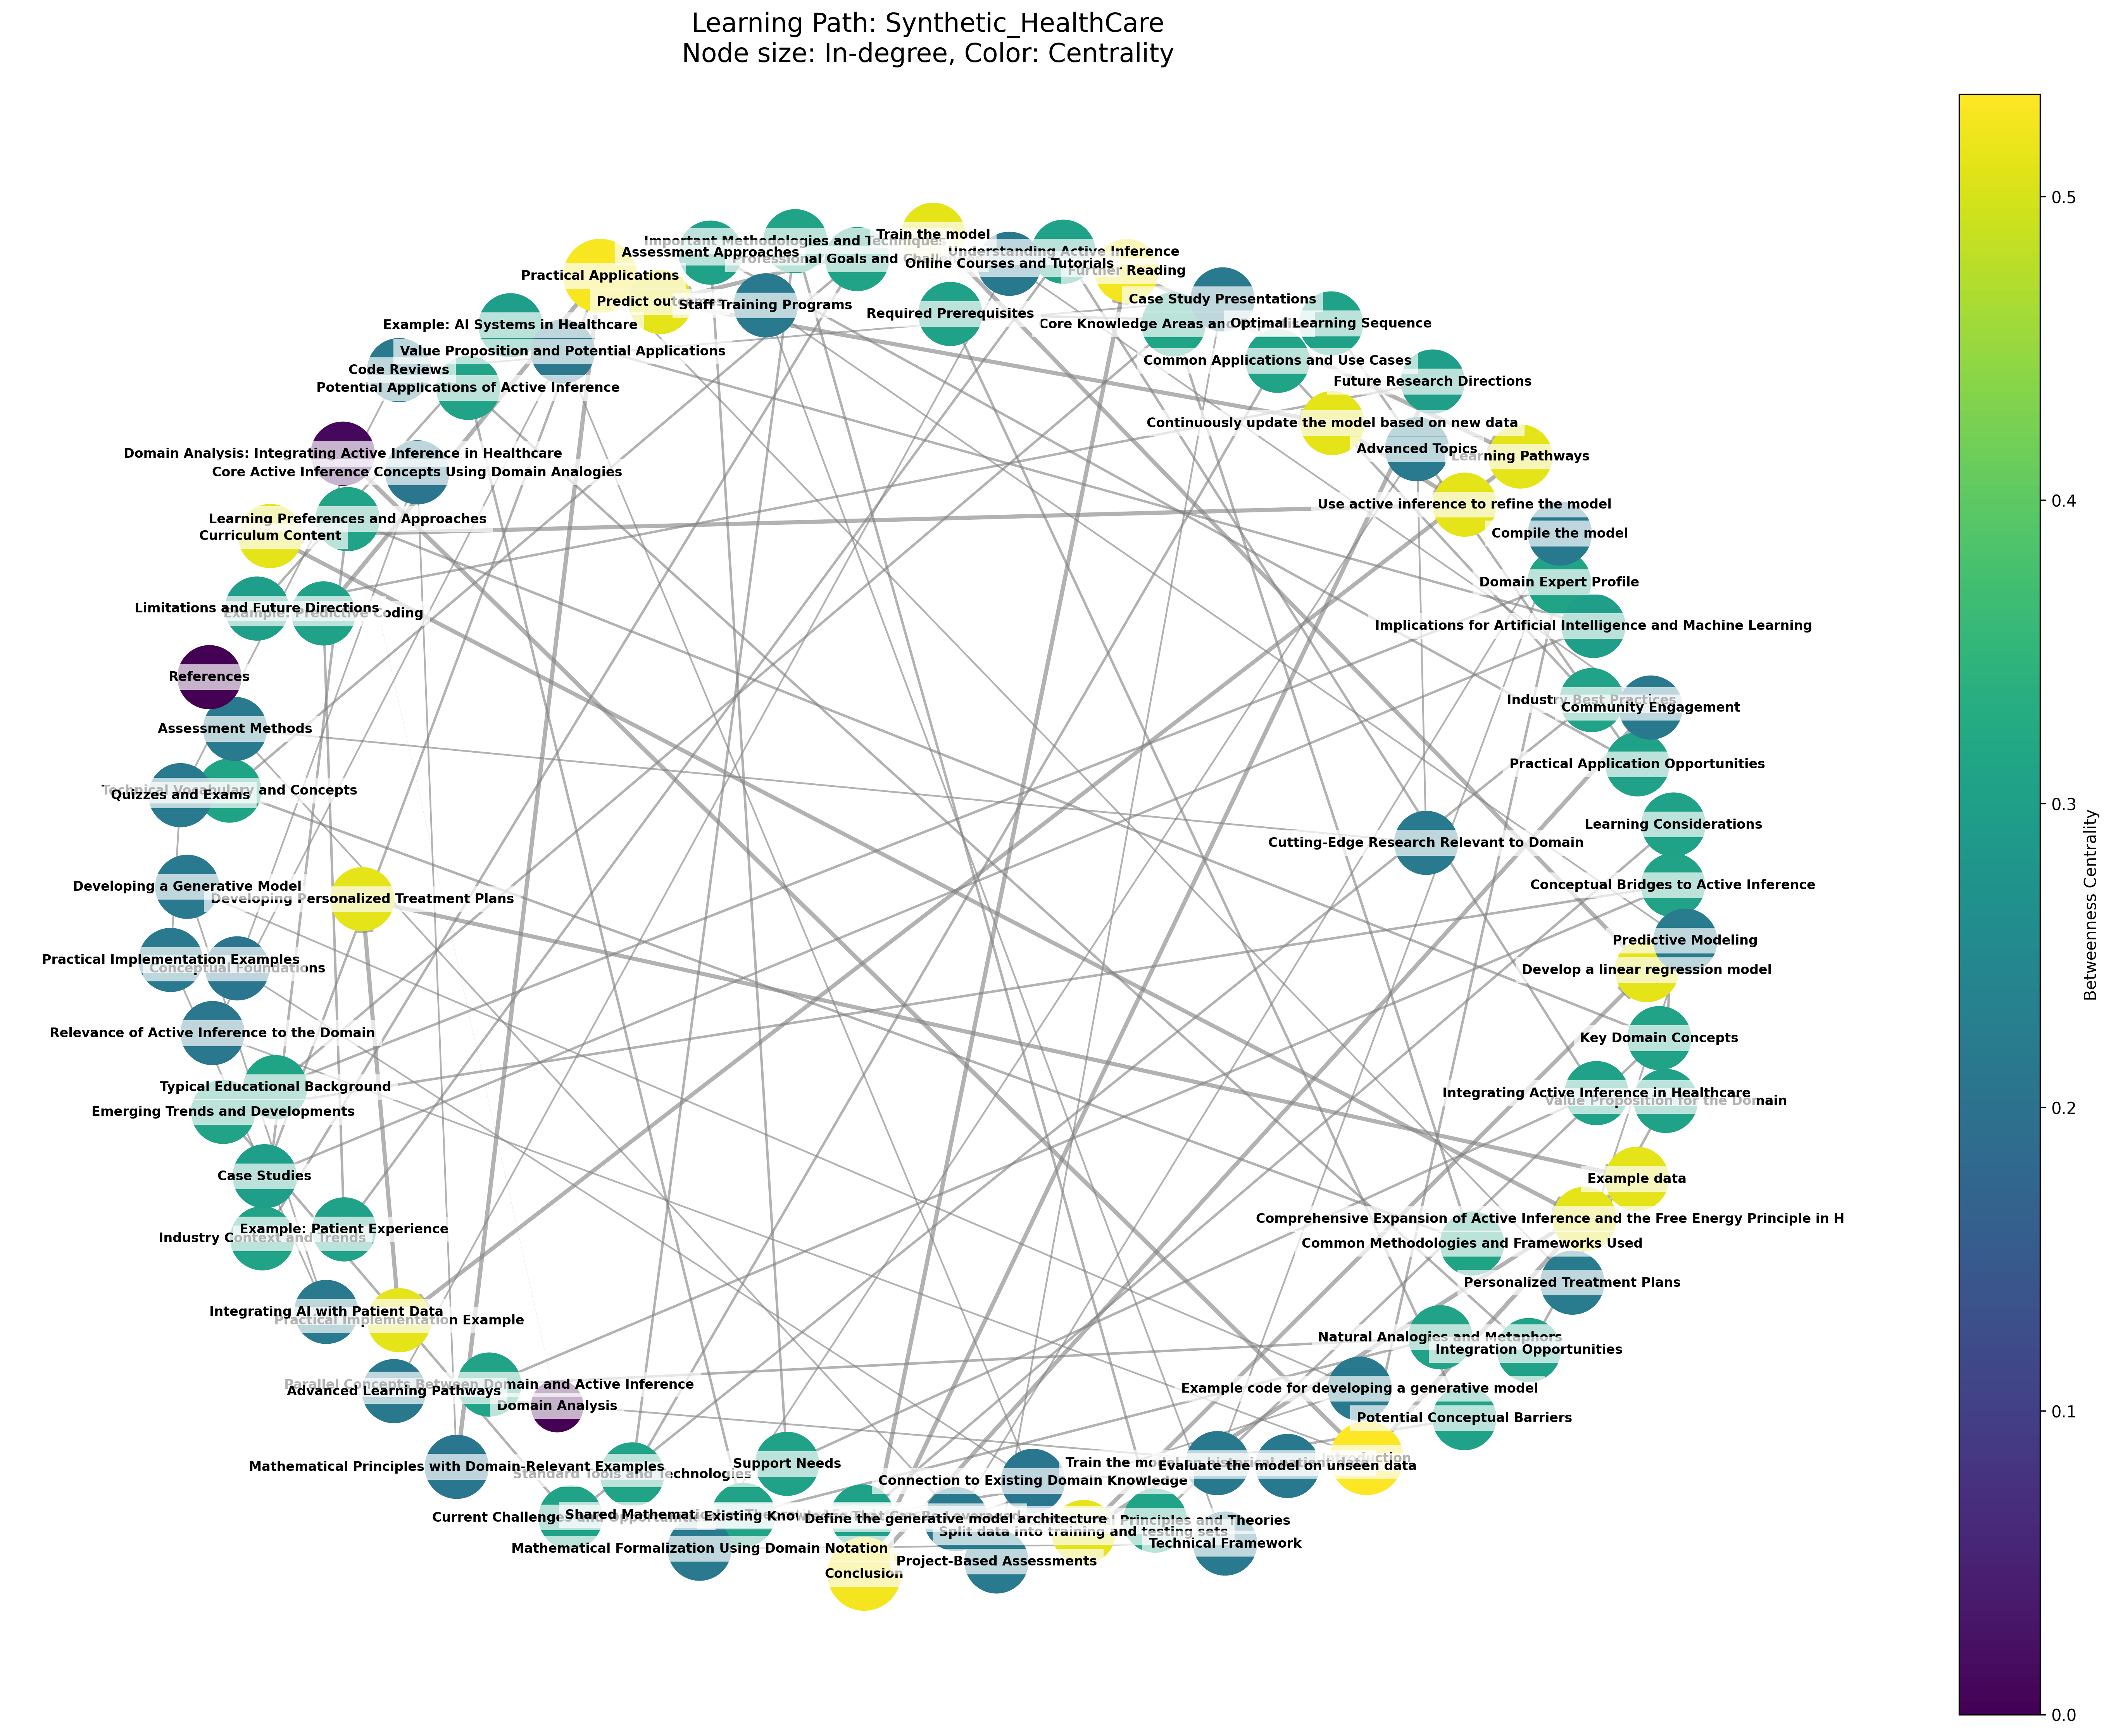 Learning Path: Synthetic_HealthCare
Node size: In-degree, Color: Centrality
Train the model
Important Methodologies and Techniques
Assessment Approaches
Understanding Active Inference
Professional Goals and
Online Courses and Tutorials
Further Reading
Practical Applications
Predict
Staff Training Programs
Case Study Presentations
Required Prerequisites
Core Knowledge Areas
Optimal Learning Sequence
Example: AI Systems in Healthcare
Value Proposition and Potential Applications
Common Applications and Use Cases
Code Reviews
Potential Applications of Active Inference
Future Research Directions
Continuously update the model based on new data
Advanced Topics
Learning Pathways
Domain Analysis: Integrating Active Inference in Healthcare
Core Active Inference Concepts Using Domain Analogies
Use active inference to refine the model
Learning Preferences and Approaches
Curriculum Content
Compile the model
Domain Expert Profile
Limitations and Future Directions
Example: Predictive Coding
Implications for Artificial Intelligence and Machine Learning
References
Industry Best Practices
Community Engagement
Assessment Methods
Practical Application Opportunities
Technical Vocabulary and Concepts
Quizzes and Exams
Learning Considerations
Cutting-Edge Research Relevant to Domain
Developing a Generative Model
Developing Personalized Treatment Plans
Conceptual Bridges to Active Inference
Predictive Modeling
Practical Implementation Examples
Conceptual Foundations
Develop a linear regression model
Relevance of Active Inference to the Domain
Key Domain Concepts
Typical Educational Background
Integrating Active Inference in Healthcare
Value Proposition for the Domain
Emerging Trends and Developments
Case Studies
Example data
Comprehensive Expansion of Active Inference and the Free Energy Principle in H
Example: Patient Experience
Industry Context and Trends
Common Methodologies and Frameworks Used
Personalized Treatment Plans
Integrating AI with Patient Data
Practical Implementation Example
Natural Analogies and Metaphors
Integration Opportunities
Parallel Concepts Between Domain and Active Inference
Advanced Learning Pathways
Domain Analysis
Example code for developing a generative model
Potential Conceptual Barriers
Mathematical Principles with Domain-Relevant Examples
Standard Tools and Technologies
Support Needs
Train the model on historical patient data
Evaluate the model on unseen data
Connection to Existing Domain Knowledge
Current Challenges
Shared Mathematical
Existing
Define the generative model architecture
Principles and Theories
Split data into training and testing sets
Technical Framework
Mathematical Formalization Using Domain Notation
Project-Based Assessments
Conclusion
0.5
0.4
0.3
0.2
0.1
0.0
Betweenness Centrality